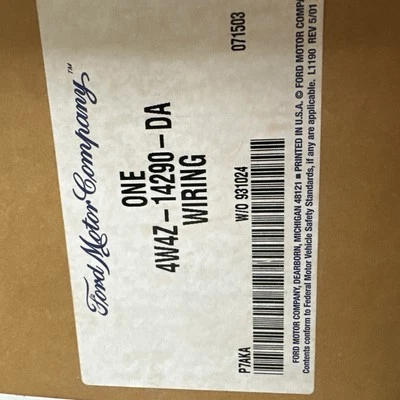 Ford Motor Company™
ONE
4W4Z-14290-DA
WIRING
P7AKA W/O 931024 071503
FORD MOTOR COMPANY, DEARBORN, MICHIGAN 48121 ■ PRINTED IN U.S.A. © FORD MOTOR COMP
Contents conform to Federal Motor Vehicle Safety Standards, if any are applicable. L1190 REV 5/01